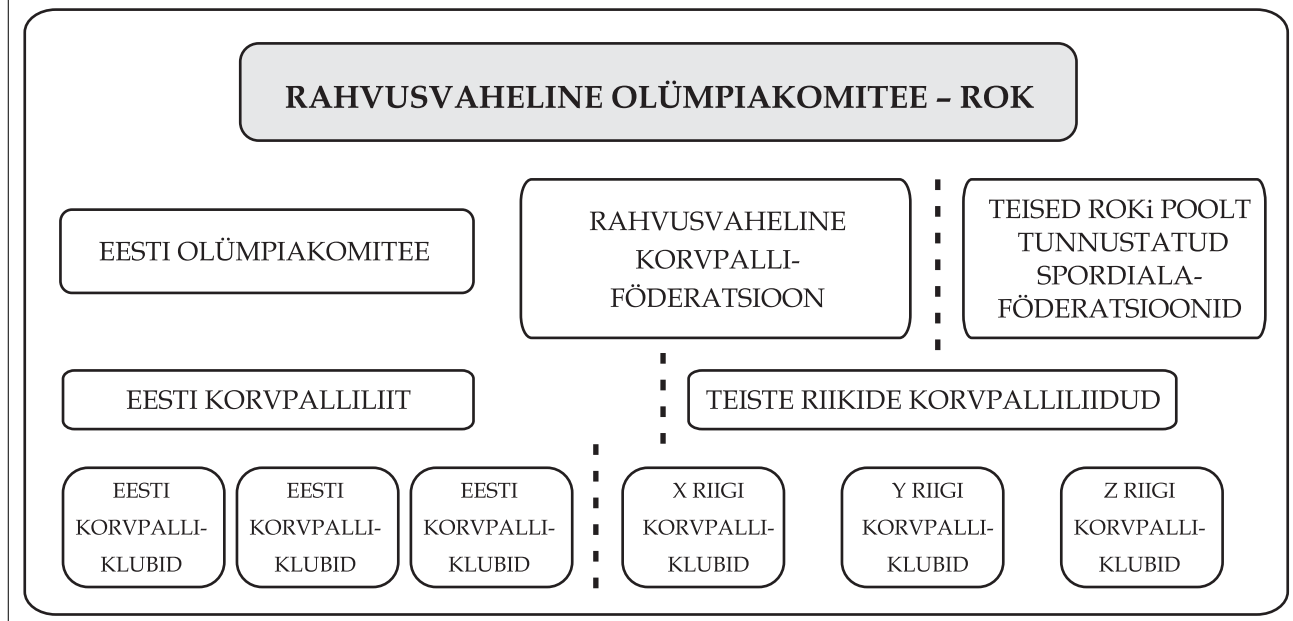 RAHVUSVAHELINE OLÜMPIAKOMITEE – ROK
EESTI OLÜMPIAKOMITEE
RAHVUSVAHELINE
KORVPALLI-
FÖDERATSIOON
TEISED ROKi POOLT
TUNNUSTATUD
SPORDIALA-
FÖDERATSIOONID
EESTI KORVPALLILIIT
TEISTE RIIKIDE KORVPALLILIIDUD
EESTI
KORVPALLI-
KLUBID
EESTI
KORVPALLI-
KLUBID
EESTI
KORVPALLI-
KLUBID
X RIIGI
KORVPALLI-
KLUBID
Y RIIGI
KORVPALLI-
KLUBID
Z RIIGI
KORVPALLI-
KLUBID